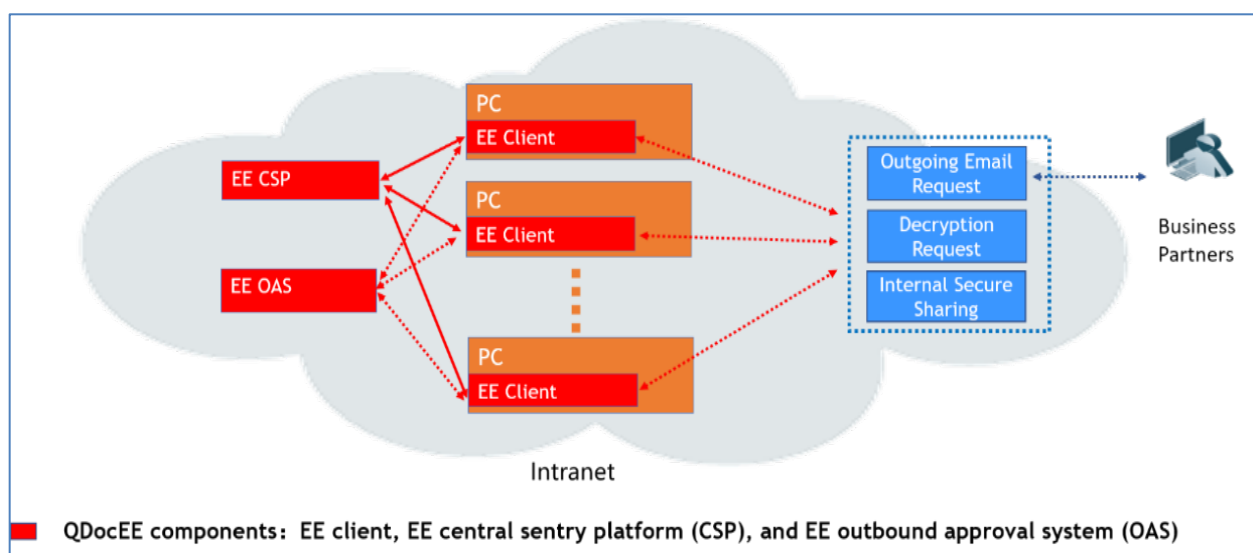 PC
EE Client
EE CSP
PC
EE Client
EE OAS
PC
EE Client
Outgoing Email
Request
Decryption
Request
Internal Secure
Sharing
Business
Partners
Intranet
QDocEE components：EE client, EE central sentry platform (CSP), and EE outbound approval system (OAS)